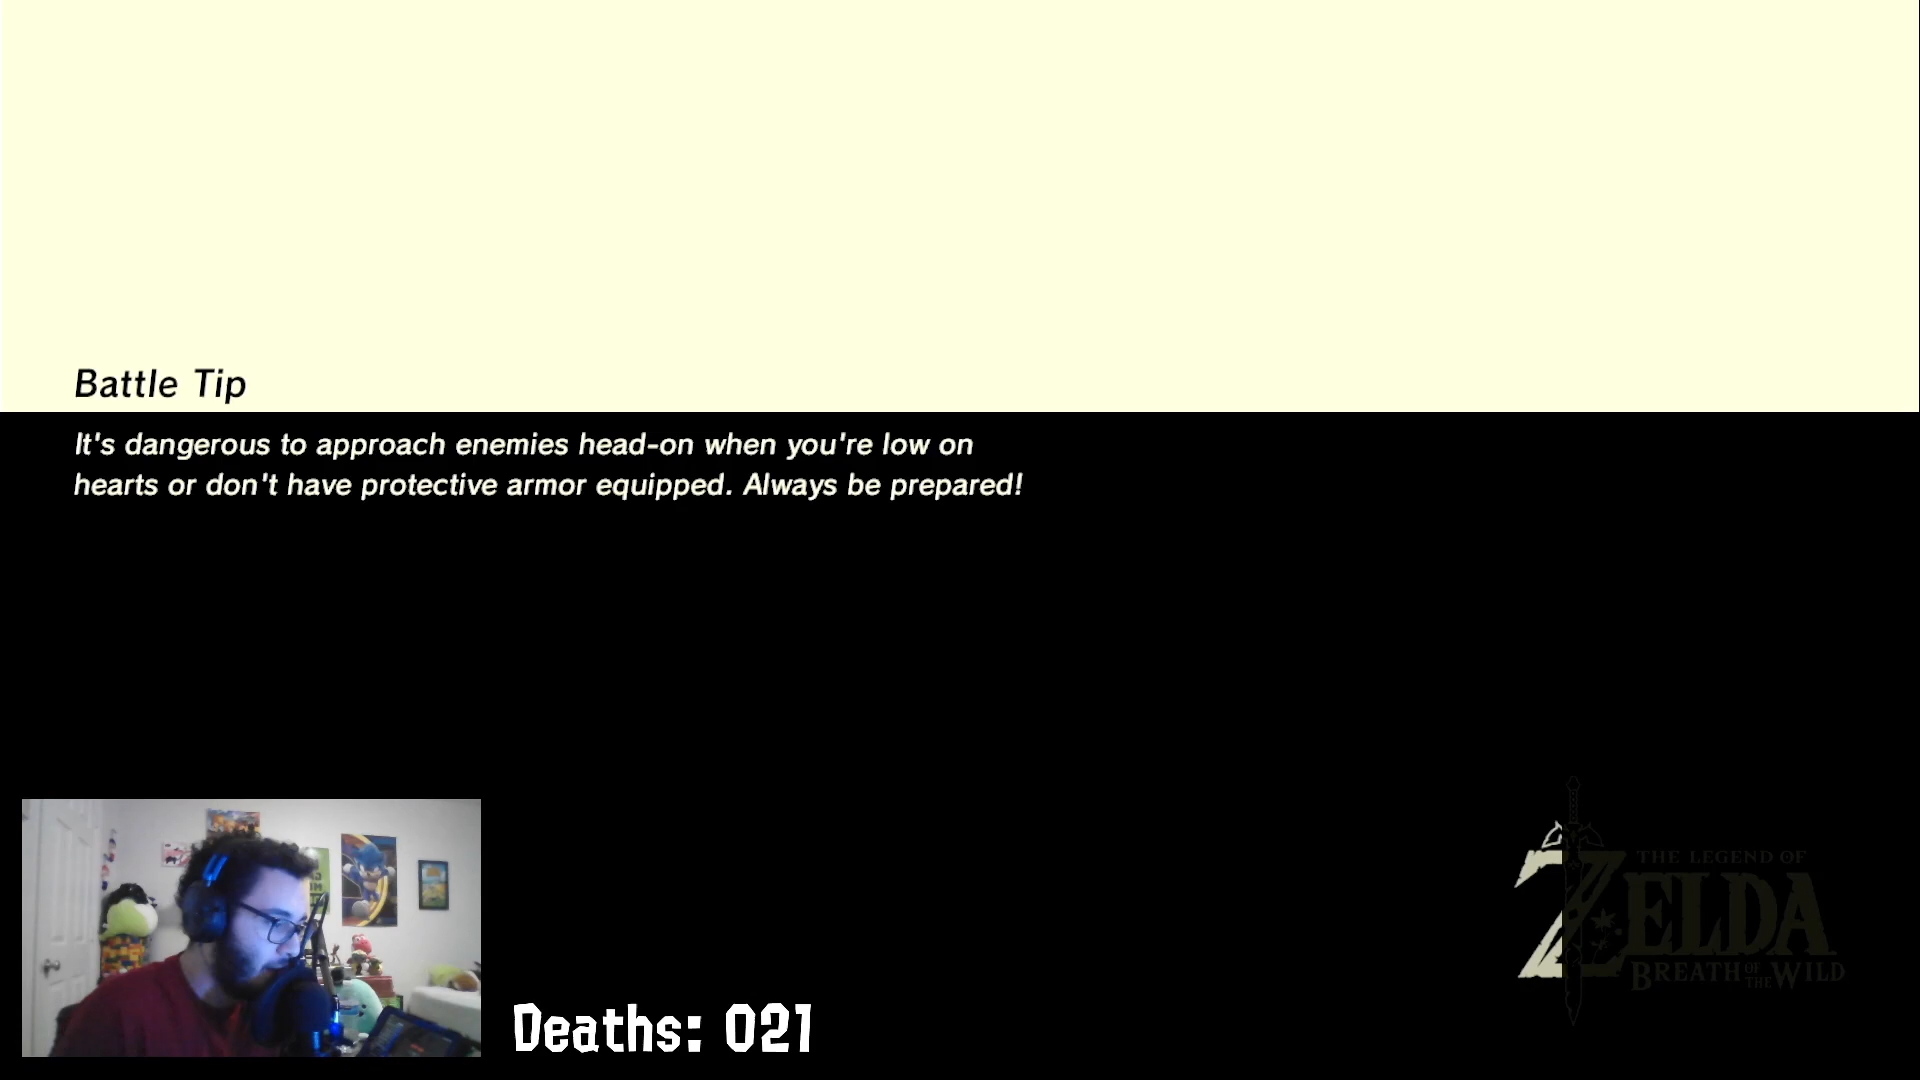 Battle Tip
It's dangerous to approach enemies head-on when you're low on
hearts or don't have protective armor equipped. Always be prepared!
THE LEGEND OF
ZELDA
BREATH OF THE WILD
Deaths: 021